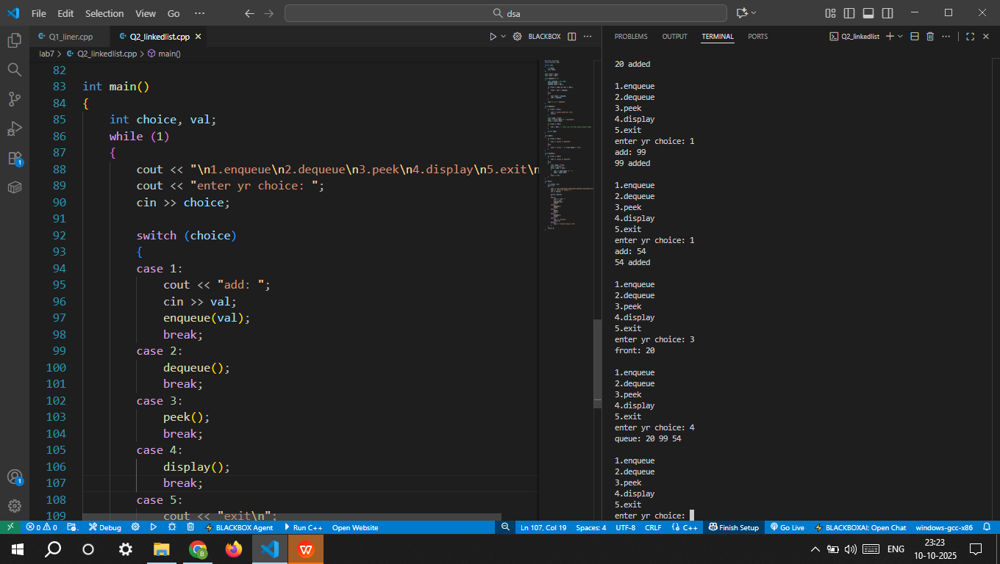 File Edit Selection View Go ···
dsa
Q1_liner.cpp
Q2_linkedlist.cpp
BLACKBOX
lab7 > Q2_linkedlist.cpp > main()
82
83 int main()
84 {
85 int choice, val;
86 while (1)
87 {
88 cout << "\n1.enqueue\n2.dequeue\n3.peek\n4.display\n5.exit\n
89 cout << "enter yr choice: ";
90 cin >> choice;
91
92 switch (choice)
93 {
94 case 1:
95 cout << "add: ";
96 cin >> val;
97 enqueue(val);
98 break;
99 case 2:
100 dequeue();
101 break;
102 case 3:
103 peek();
104 break;
105 case 4:
106 display();
107 break;
108 case 5:
109 cout << "exit\n";
PROBLEMS OUTPUT TERMINAL PORTS
Q2_linkedlist
20 added
1.enqueue
2.dequeue
3.peek
4.display
5.exit
enter yr choice: 1
add: 99
99 added
1.enqueue
2.dequeue
3.peek
4.display
5.exit
enter yr choice: 1
add: 54
54 added
1.enqueue
2.dequeue
3.peek
4.display
5.exit
enter yr choice: 3
front: 20
1.enqueue
2.dequeue
3.peek
4.display
5.exit
enter yr choice: 4
queue: 20 99 54
1.enqueue
2.dequeue
3.peek
4.display
5.exit
enter yr choice:
1
1
0 0 Debug BLACKBOX Agent Run C++ Open Website Ln 107, Col 19 Spaces: 4 UTF-8 CRLF {} C++ Finish Setup Go Live BLACKBOXAI: Open Chat windows-gcc-x86
B
W
ENG
23:23
10-10-2025